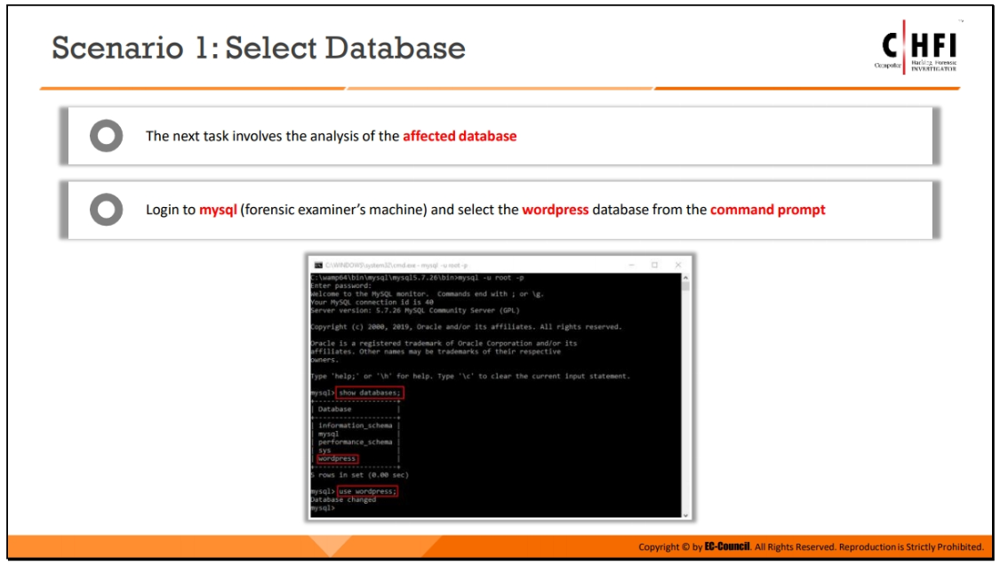 Scenario 1: Select Database
C HFI
Computer Hacking Forensic
INVESTIGATOR
The next task involves the analysis of the affected database
Login to mysql (forensic examiner's machine) and select the wordpress database from the command prompt
C:\WINDOWS\system32\cmd.exe - mysql -u root -p
C:\wamp64\bin\mysql\mysql5.7.26\bin>mysql -u root -p
Enter password:
Welcome to the MySQL monitor.  Commands end with ; or \g.
Your MySQL connection id is 40
Server version: 5.7.26 MySQL Community Server (GPL)
Copyright (c) 2000, 2019, Oracle and/or its affiliates. All rights reserved.
Oracle is a registered trademark of Oracle Corporation and/or its
affiliates. Other names may be trademarks of their respective
owners.
Type 'help;' or '\h' for help. Type '\c' to clear the current input statement.
mysql> show databases;
+--------------------+
| Database           |
+--------------------+
| information_schema |
| mysql              |
| performance_schema |
| sys                |
| wordpress          |
+--------------------+
5 rows in set (0.00 sec)
mysql> use wordpress;
Database changed
mysql>
Copyright © by EC-Council. All Rights Reserved. Reproduction is Strictly Prohibited.